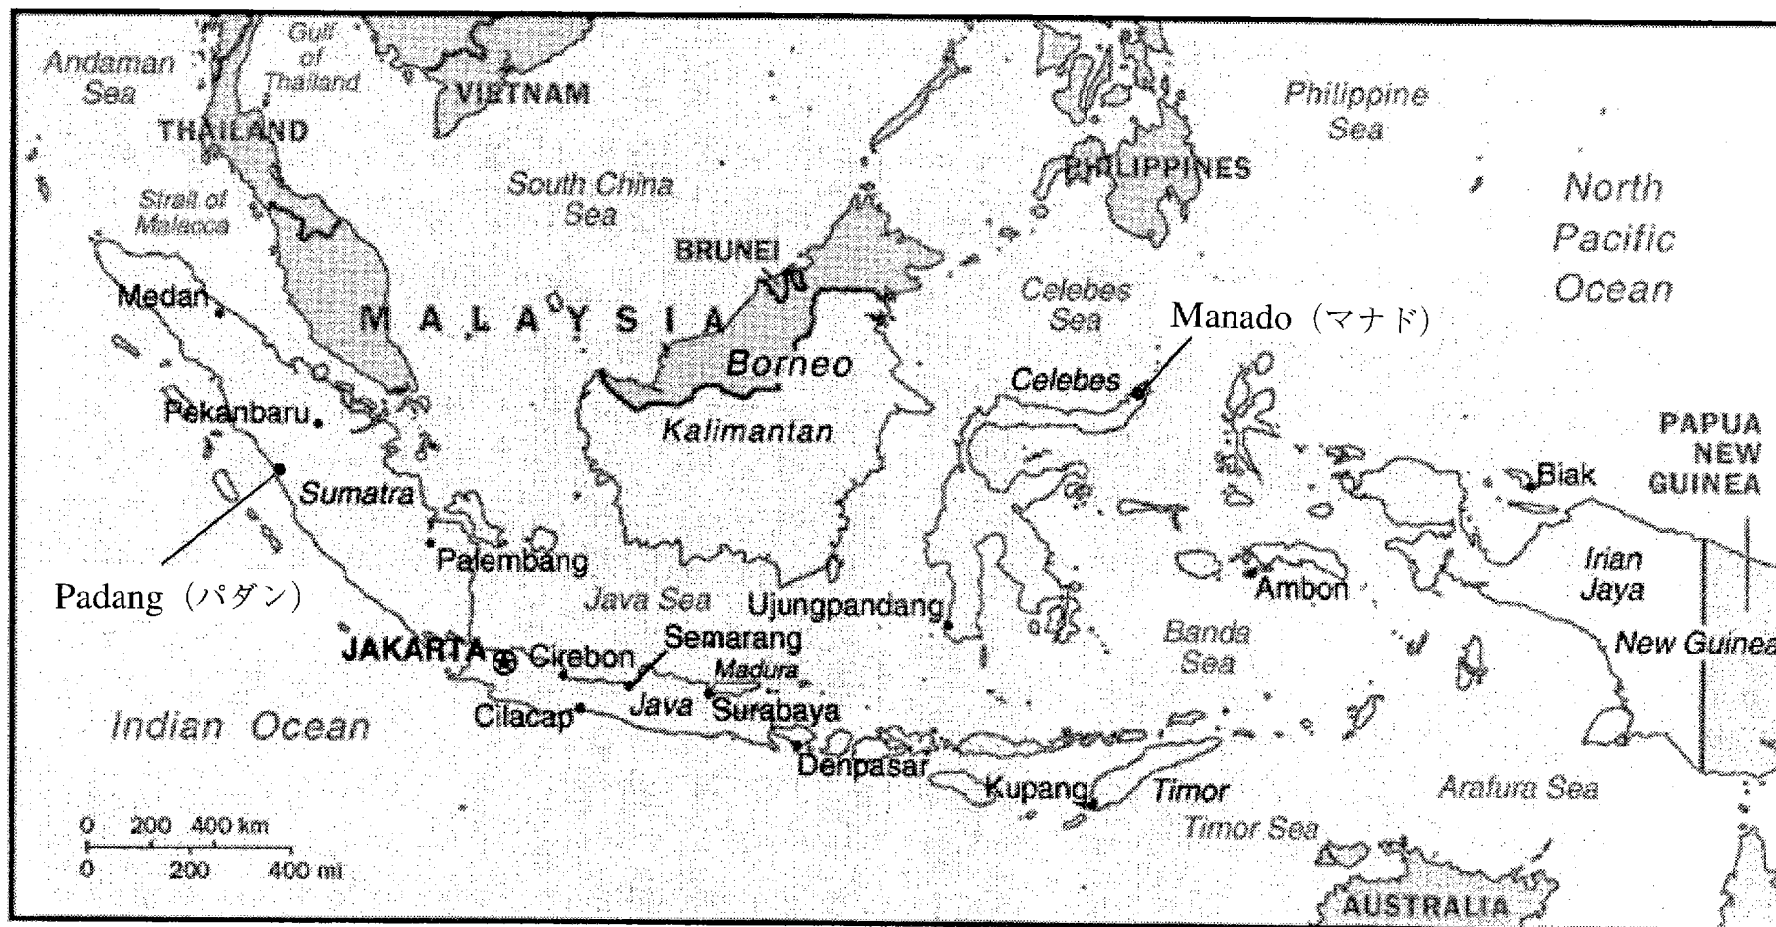 Andaman
Sea
Gulf
of
Thailand
VIETNAM
THAILAND
Philippine
Sea
PHILIPPINES
South China
Sea
Strait of
Malacca
North
Pacific
Ocean
BRUNEI
Medan
MALAYSIA
Celebes
Sea
Manado (マナド)
Borneo
Celebes
Pekanbaru
Kalimantan
PAPUA
NEW
GUINEA
Biak
Sumatra
Palembang
Padang (パダン)
Java Sea
Ujungpandang
Ambon
Irian
Jaya
Banda
Sea
New Guinea
JAKARTA
Cirebon
Semarang
Madura
Java
Surabaya
Cilacap
Indian Ocean
Denpasar
Kupang
Timor
Arafura Sea
Timor Sea
0 200 400 km
0 200 400 mi
AUSTRALIA